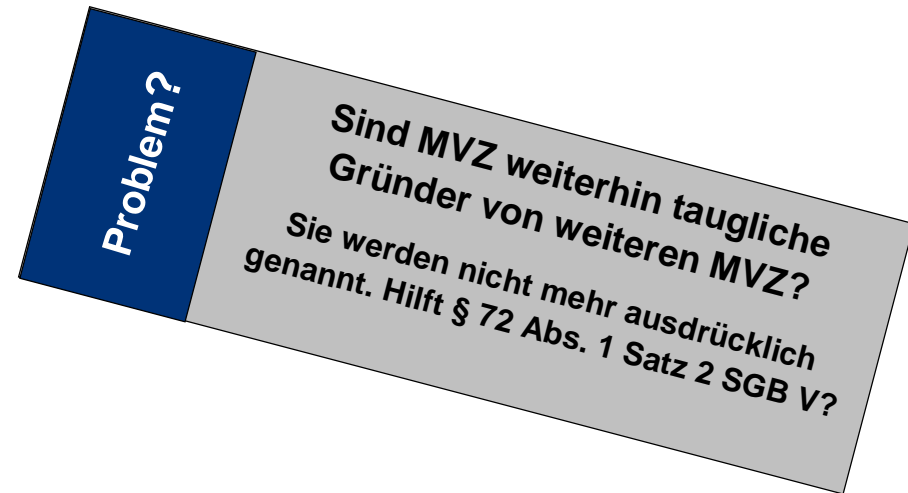 Problem?
Sind MVZ weiterhin taugliche
Gründer von weiteren MVZ?
Sie werden nicht mehr ausdrücklich
genannt. Hilft § 72 Abs. 1 Satz 2 SGB V?